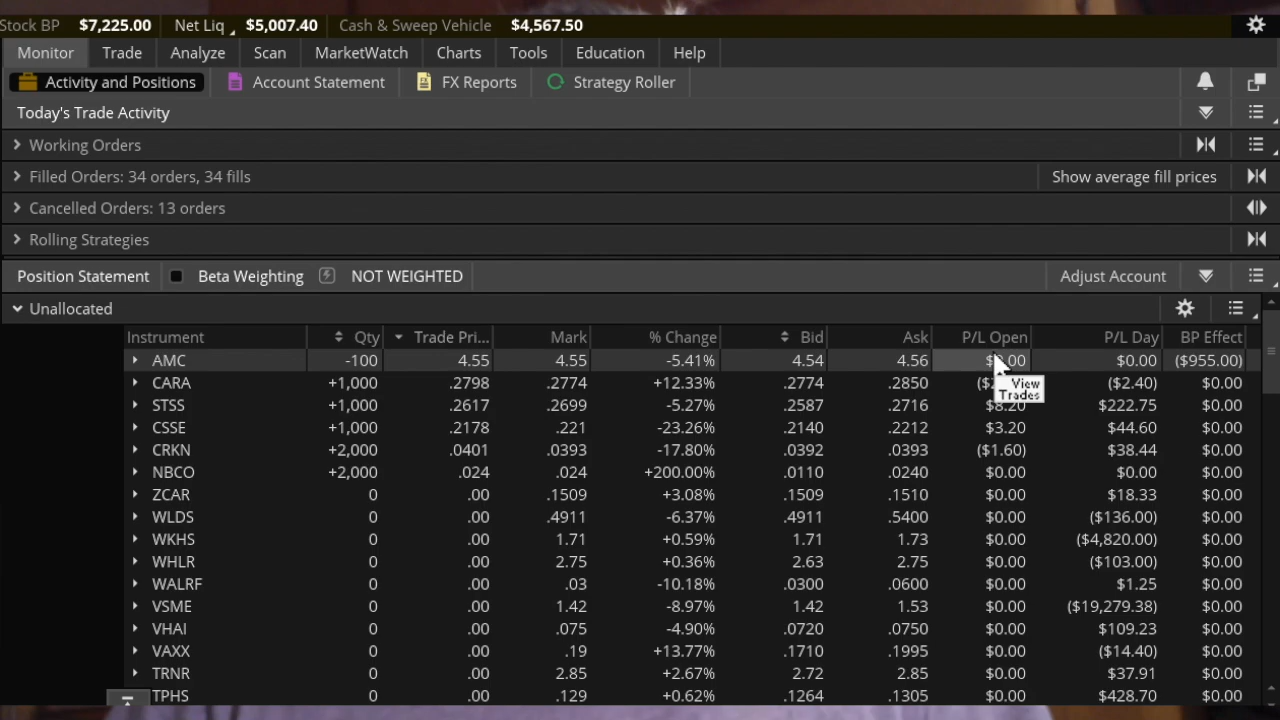 Stock BP $7,225.00 Net Liq $5,007.40 Cash & Sweep Vehicle $4,567.50
Monitor Trade Analyze Scan MarketWatch Charts Tools Education Help
Activity and Positions Account Statement FX Reports Strategy Roller
Today's Trade Activity
Working Orders
Filled Orders: 34 orders, 34 fills Show average fill prices
Cancelled Orders: 13 orders
Rolling Strategies
Position Statement Beta Weighting NOT WEIGHTED Adjust Account
Unallocated
Instrument Qty Trade Pri... Mark % Change Bid Ask P/L Open P/L Day BP Effect
AMC -100 4.55 4.55 -5.41% 4.54 4.56 $0.00 ($955.00)
CARA +1,000 .2798 .2774 +12.33% .2774 .2850 ($2.40) $0.00
View
Trades
STSS +1,000 .2617 .2699 -5.27% .2587 .2716 $8.20 $222.75 $0.00
CSSE +1,000 .2178 .221 -23.26% .2140 .2212 $3.20 $44.60 $0.00
CRKN +2,000 .0401 .0393 -17.80% .0392 .0393 ($1.60) $38.44 $0.00
NBCO +2,000 .024 .024 +200.00% .0110 .0240 $0.00 $0.00 $0.00
ZCAR 0 .00 .1509 +3.08% .1509 .1510 $0.00 $18.33 $0.00
WLDS 0 .00 .4911 -6.37% .4911 .5400 $0.00 ($136.00) $0.00
WKHS 0 .00 1.71 +0.59% 1.71 1.73 $0.00 ($4,820.00) $0.00
WHLR 0 .00 2.75 +0.36% 2.63 2.75 $0.00 ($103.00) $0.00
WALRF 0 .00 .03 -10.18% .0300 .0600 $0.00 $1.25 $0.00
VSME 0 .00 1.42 -8.97% 1.42 1.53 $0.00 ($19,279.38) $0.00
VHAI 0 .00 .075 -4.90% .0720 .0750 $0.00 $109.23 $0.00
VAXX 0 .00 .19 +13.77% .1710 .1995 $0.00 ($14.40) $0.00
TRNR 0 .00 2.85 +2.67% 2.72 2.85 $0.00 $37.91 $0.00
TPHS 0 .00 .129 +0.62% .1264 .1305 $0.00 $428.70 $0.00